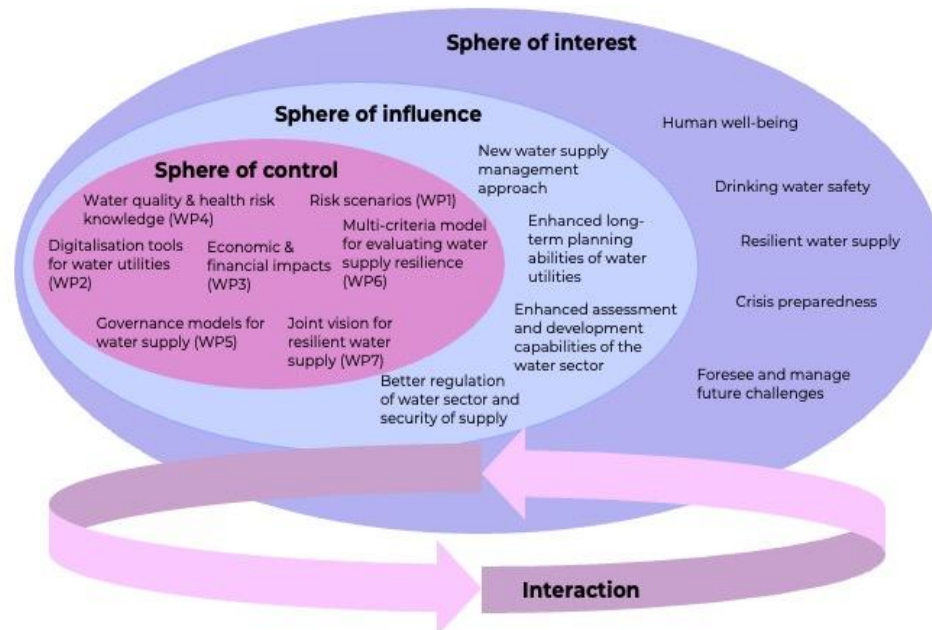 Sphere of interest
Sphere of influence
Sphere of control
Water quality & health risk
knowledge (WP4)
Risk scenarios (WP1)
Digitalisation tools
for water utilities
(WP2)
Economic &
financial impacts
(WP3)
Multi-criteria model
for evaluating water
supply resilience
(WP6)
Governance models for
water supply (WP5)
Joint vision for
resilient water
supply (WP7)
New water supply
management
approach
Enhanced long-
term planning
abilities of water
utilities
Enhanced assessment
and development
capabilities of the
water sector
Better regulation
of water sector and
security of supply
Human well-being
Drinking water safety
Resilient water supply
Crisis preparedness
Foresee and manage
future challenges
Interaction